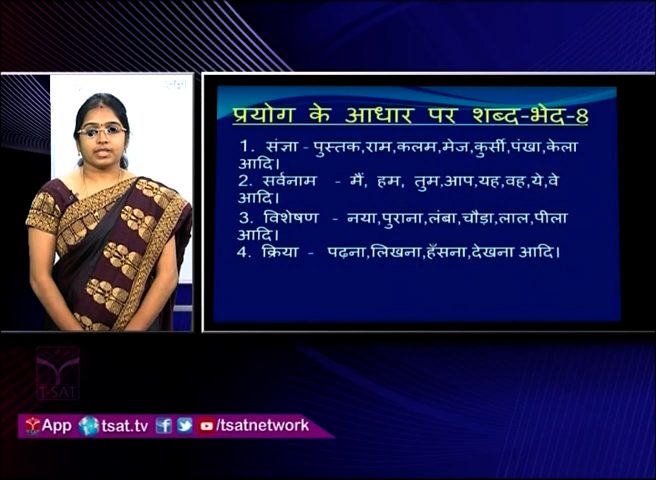 प्रयोग के आधार पर शब्द-भेद-8
1. संज्ञा - पुस्तक,राम,कलम,मेज,कुर्सी,पंखा,केला
आदि।
2. सर्वनाम - मैं, हम, तुम,आप,यह,वह,ये,वे
आदि।
3. विशेषण - नया,पुराना,लंबा,चौड़ा,लाल,पीला
आदि।
4. क्रिया - पढ़ना,लिखना,हँसना,देखना आदि।
T-SAT
App tsat.tv /tsatnetwork